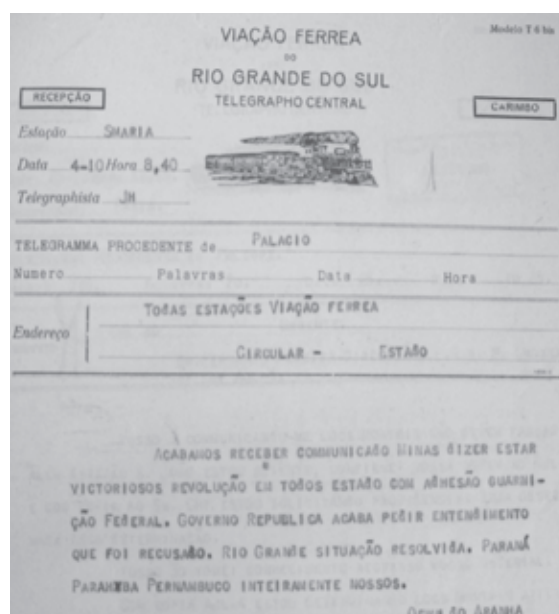 Modelo T 6 bis
VIAÇÃO FERREA
DO
RIO GRANDE DO SUL
TELEGRAPHO CENTRAL
RECEPÇÃO
CARIMBO
Estação SMARIA
Data 4-10 Hora 8,40
Telegraphista JM
TELEGRAMMA PROCEDENTE de PALACIO
Numero Palavras Data Hora
Endereço
TODAS ESTAÇÕES VIAÇÃO FERREA
CIRCULAR - ESTADO
ACABAMOS RECEBER COMMUNICADO MINAS DIZER ESTAR
VICTORIOSOS REVOLUÇÃO EM TODOS ESTADO COM ADHESÃO GUARNI-
ÇÃO FEDERAL. GOVERNO REPUBLICA ACABA PEDIR ENTENDIMENTO
QUE FOI RECUSADO. RIO GRANDE SITUAÇÃO RESOLVIDA. PARANÁ
PARAHYBA PERNAMBUCO INTEIRAMENTE NOSSOS.
ARANHA